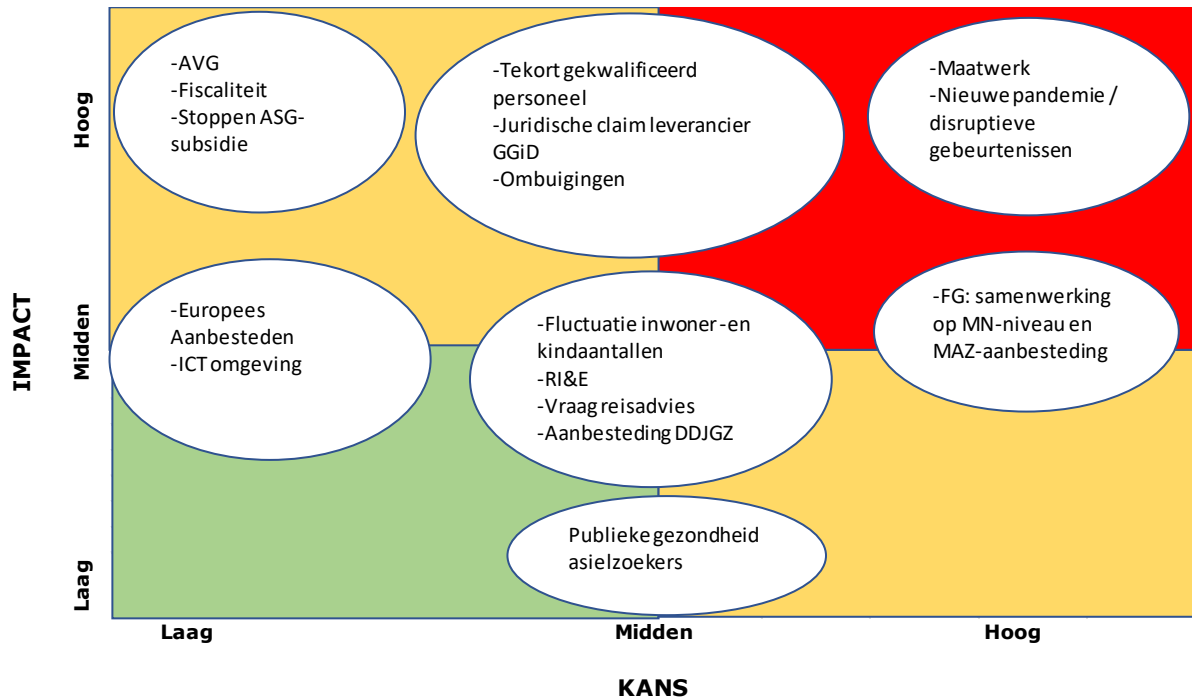 -AVG
-Fiscaliteit
-Stoppen ASG-
subsidie
-Tekort gekwalificeerd
personeel
-Juridische claim leverancier
GGiD
-Ombuigingen
-Maatwerk
-Nieuwe pandemie /
disruptieve
gebeurtenissen
Hoog
-Europees
Aanbesteden
-ICT omgeving
-Fluctuatie inwoner -en
kindaantallen
-RI&E
-Vraag reisadvies
-Aanbesteding DDJGZ
-FG: samenwerking
op MN-niveau en
MAZ-aanbesteding
Midden
IMPACT
Publieke gezondheid
asielzoekers
Laag
Laag
Midden
Hoog
KANS